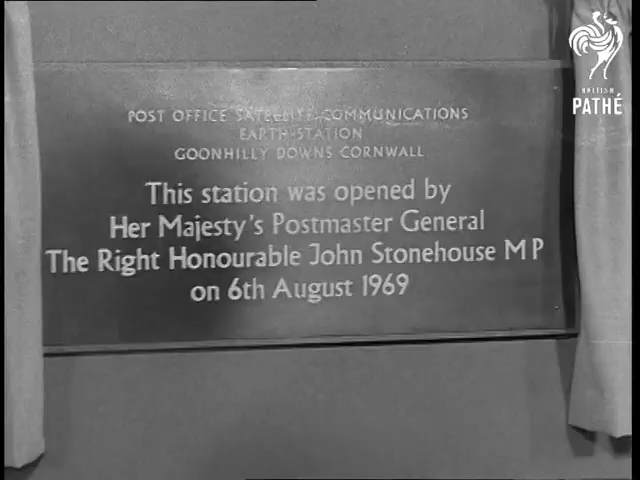 BRITISH
PATHÉ
POST OFFICE SATELLITE COMMUNICATIONS
EARTH STATION
GOONHILLY DOWNS CORNWALL
This station was opened by
Her Majesty's Postmaster General
The Right Honourable John Stonehouse MP
on 6th August 1969